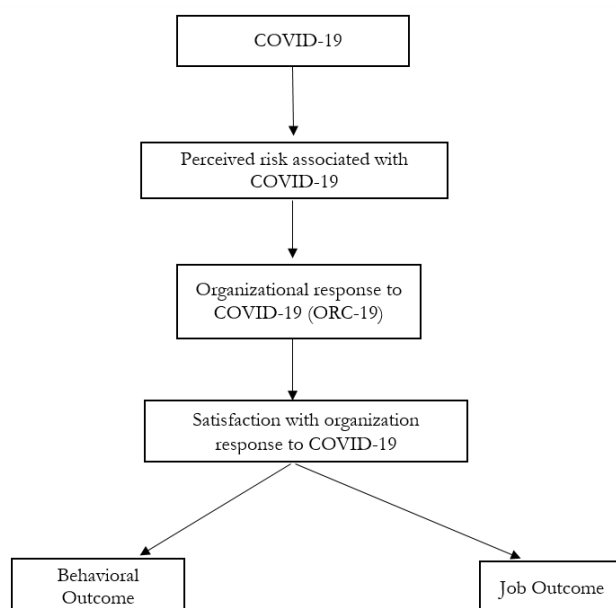 COVID-19
Perceived risk associated with
COVID-19
Organizational response to
COVID-19 (ORC-19)
Satisfaction with organization
response to COVID-19
Behavioral
Outcome
Job Outcome